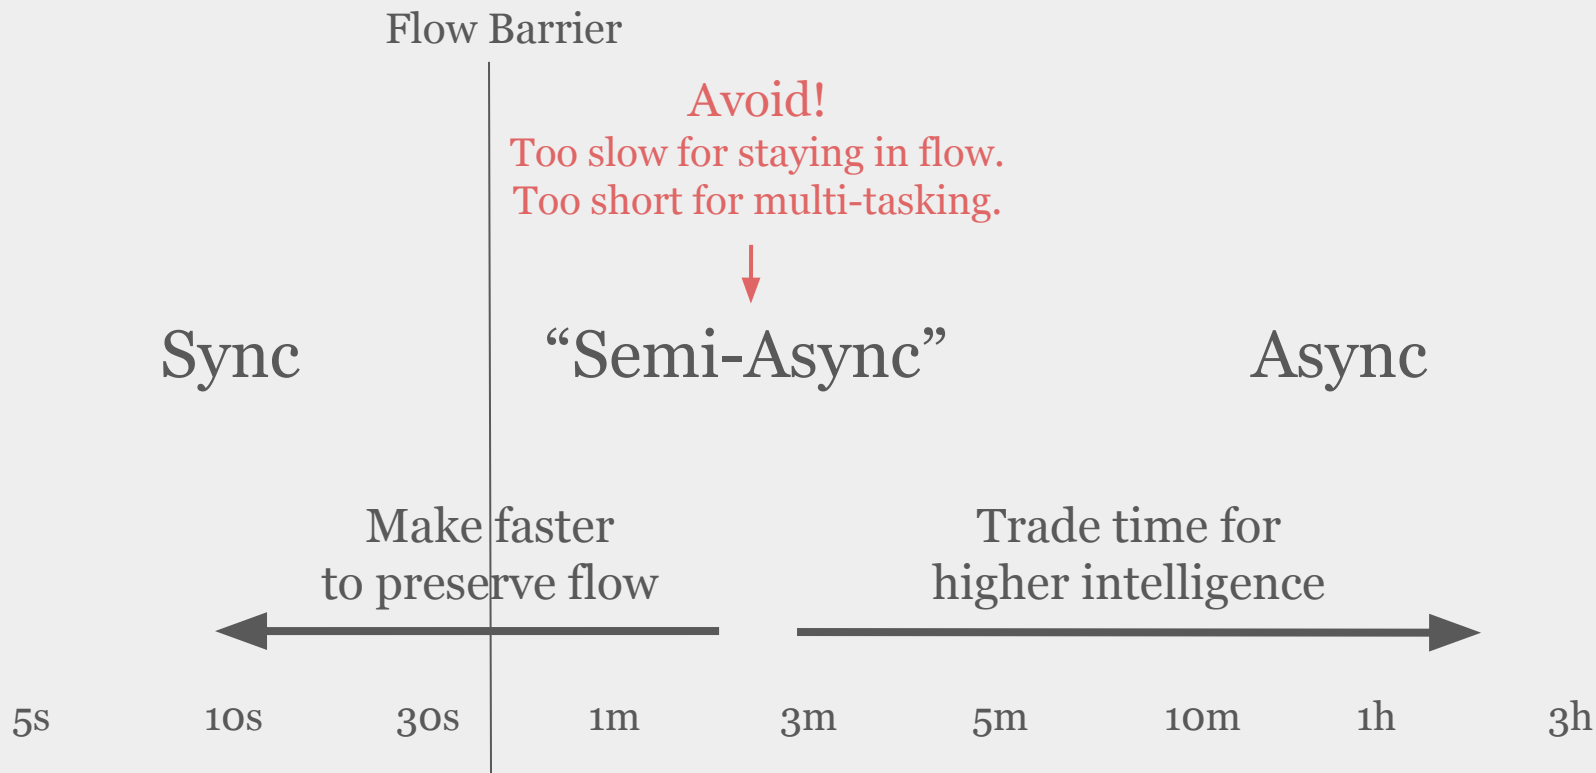 Flow Barrier
Avoid!
Too slow for staying in flow.
Too short for multi-tasking.
Sync
“Semi-Async”
Async
Make faster
to preserve flow
Trade time for
higher intelligence
5s 10s 30s 1m 3m 5m 10m 1h 3h